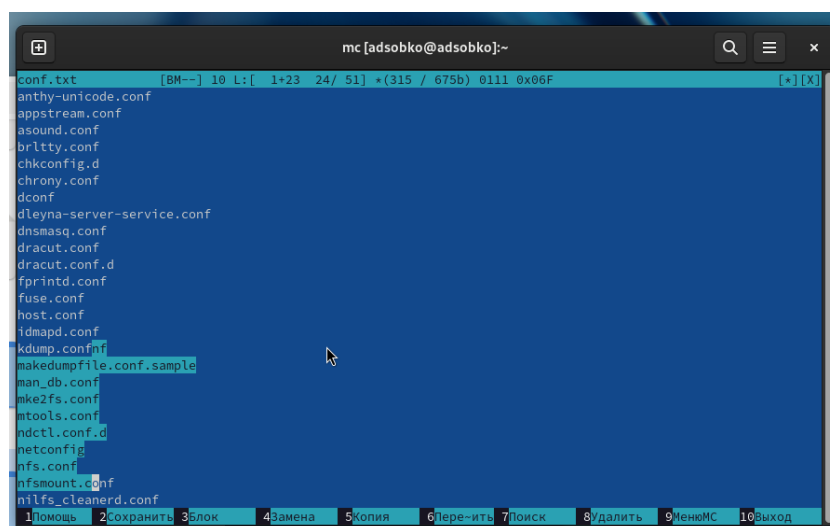 mc [adsobko@adsobko]:~
conf.txt [BM--] 10 L:[ 1+23 24/ 51] *(315 / 675b) 0111 0x06F [*][X]
anthy-unicode.conf
appstream.conf
asound.conf
brltty.conf
chkconfig.d
chrony.conf
dconf
dleyna-server-service.conf
dnsmasq.conf
dracut.conf
dracut.conf.d
fprintd.conf
fuse.conf
host.conf
idmapd.conf
kdump.confnf
makedumpfile.conf.sample
man_db.conf
mke2fs.conf
mtools.conf
ndctl.conf.d
netconfig
nfs.conf
nfsmount.conf
nilfs_cleanerd.conf
1Помощь 2Сохранить 3Блок 4Замена 5Копия 6Пере~ить 7Поиск 8Удалить 9МенюMC 10Выход